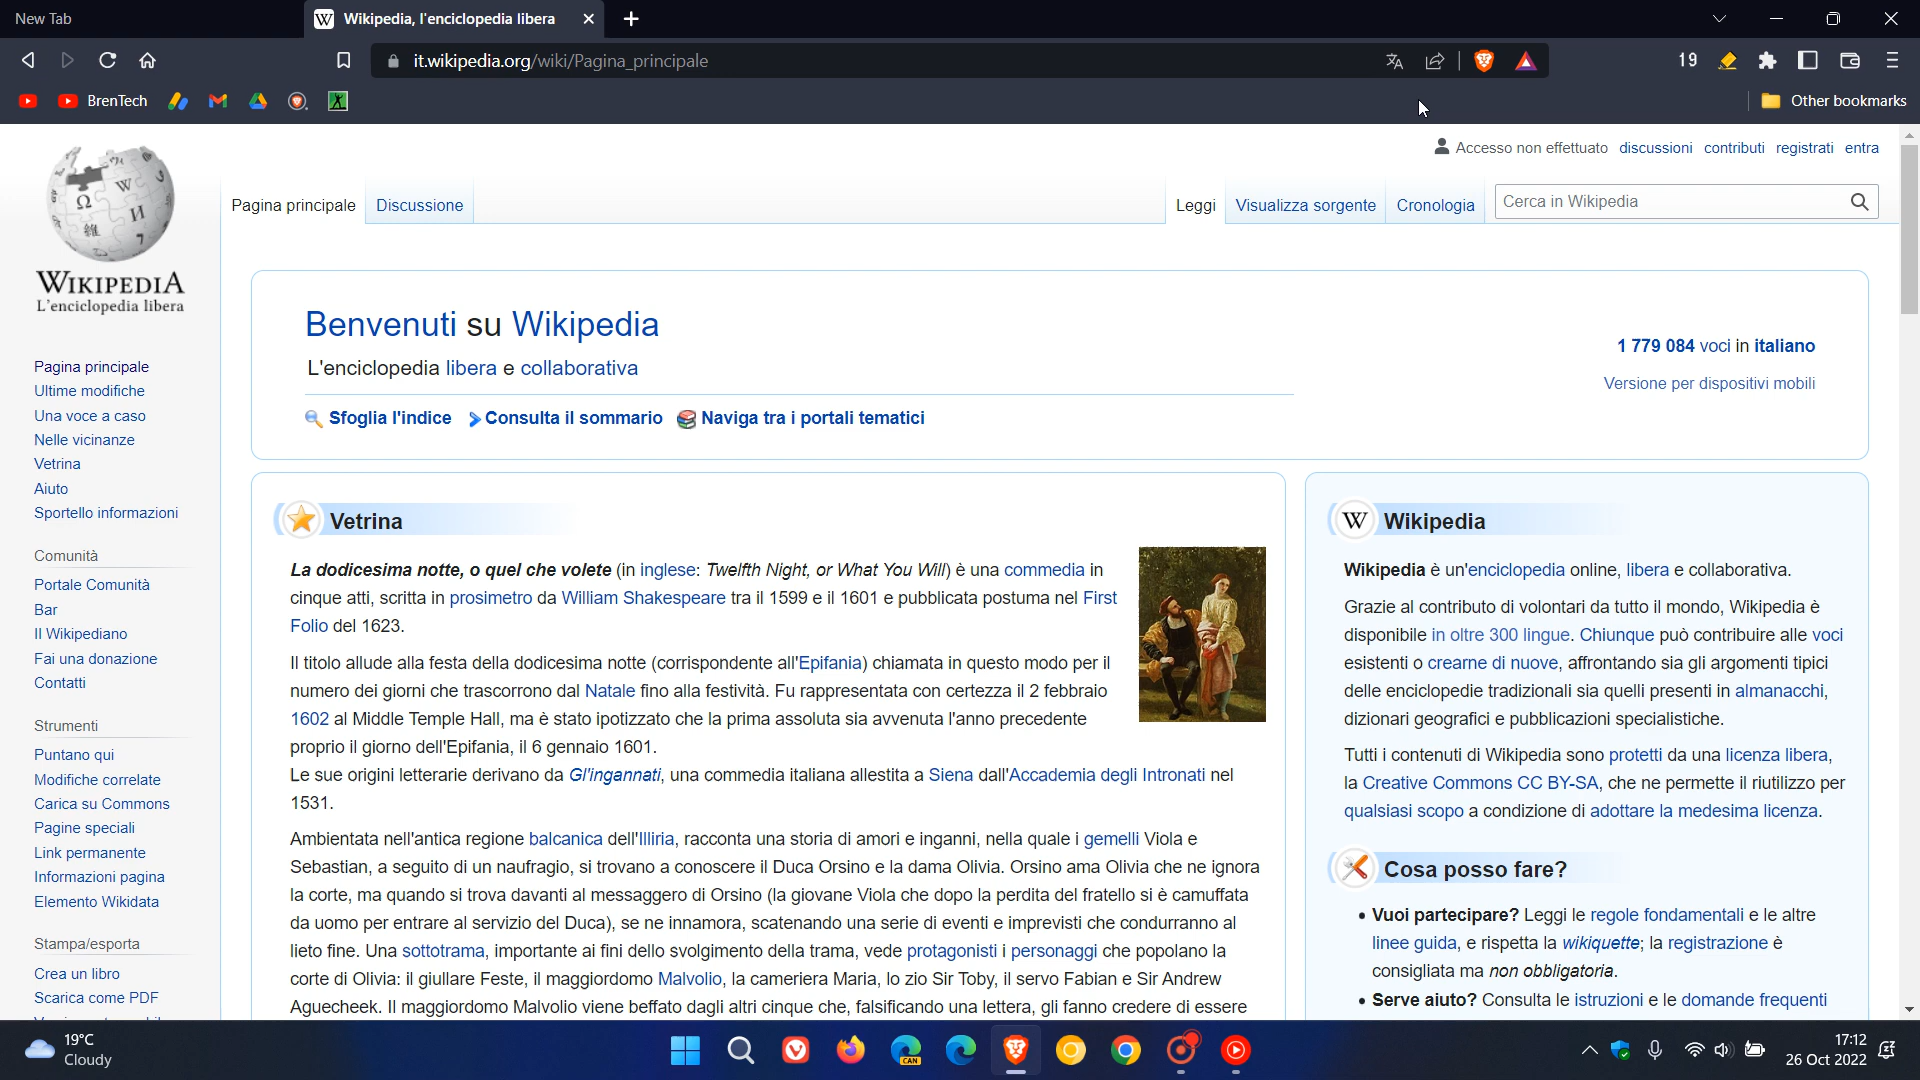 New Tab
Wikipedia, l'enciclopedia libera
it.wikipedia.org/wiki/Pagina_principale
19
BrenTech
Other bookmarks
Accesso non effettuato discussioni contributi registrati entra
Pagina principale Discussione Leggi Visualizza sorgente Cronologia Cerca in Wikipedia
WIKIPEDIA
L'enciclopedia libera
Pagina principale
Ultime modifiche
Una voce a caso
Nelle vicinanze
Vetrina
Aiuto
Sportello informazioni
Comunità
Portale Comunità
Bar
Il Wikipediano
Fai una donazione
Contatti
Strumenti
Puntano qui
Modifiche correlate
Carica su Commons
Pagine speciali
Link permanente
Informazioni pagina
Elemento Wikidata
Stampa/esporta
Crea un libro
Scarica come PDF
Benvenuti su Wikipedia
L'enciclopedia libera e collaborativa
1 779 084 voci in italiano
Versione per dispositivi mobili
Sfoglia l'indice Consulta il sommario Naviga tra i portali tematici
Vetrina
La dodicesima notte, o quel che volete (in inglese: Twelfth Night, or What You Will) è una commedia in
cinque atti, scritta in prosimetro da William Shakespeare tra il 1599 e il 1601 e pubblicata postuma nel First
Folio del 1623.
Il titolo allude alla festa della dodicesima notte (corrispondente all'Epifania) chiamata in questo modo per il
numero dei giorni che trascorrono dal Natale fino alla festività. Fu rappresentata con certezza il 2 febbraio
1602 al Middle Temple Hall, ma è stato ipotizzato che la prima assoluta sia avvenuta l'anno precedente
proprio il giorno dell'Epifania, il 6 gennaio 1601.
Le sue origini letterarie derivano da Gl'ingannati, una commedia italiana allestita a Siena dall'Accademia degli Intronati nel
1531.
Ambientata nell'antica regione balcanica dell'Illiria, racconta una storia di amori e inganni, nella quale i gemelli Viola e
Sebastian, a seguito di un naufragio, si trovano a conoscere il Duca Orsino e la dama Olivia. Orsino ama Olivia che ne ignora
la corte, ma quando si trova davanti al messaggero di Orsino (la giovane Viola che dopo la perdita del fratello si è camuffata
da uomo per entrare al servizio del Duca), se ne innamora, scatenando una serie di eventi e imprevisti che condurranno al
lieto fine. Una sottotrama, importante ai fini dello svolgimento della trama, vede protagonisti i personaggi che popolano la
corte di Olivia: il giullare Feste, il maggiordomo Malvolio, la cameriera Maria, lo zio Sir Toby, il servo Fabian e Sir Andrew
Aguecheek. Il maggiordomo Malvolio viene beffato dagli altri cinque che, falsificando una lettera, gli fanno credere di essere
Wikipedia
Wikipedia è un'enciclopedia online, libera e collaborativa.
Grazie al contributo di volontari da tutto il mondo, Wikipedia è
disponibile in oltre 300 lingue. Chiunque può contribuire alle voci
esistenti o crearne di nuove, affrontando sia gli argomenti tipici
delle enciclopedie tradizionali sia quelli presenti in almanacchi,
dizionari geografici e pubblicazioni specialistiche.
Tutti i contenuti di Wikipedia sono protetti da una licenza libera,
la Creative Commons CC BY-SA, che ne permette il riutilizzo per
qualsiasi scopo a condizione di adottare la medesima licenza.
Cosa posso fare?
• Vuoi partecipare? Leggi le regole fondamentali e le altre
linee guida, e rispetta la wikiquette; la registrazione è
consigliata ma non obbligatoria.
• Serve aiuto? Consulta le istruzioni e le domande frequenti
19°C
Cloudy
CAN
17:12
26 Oct 2022